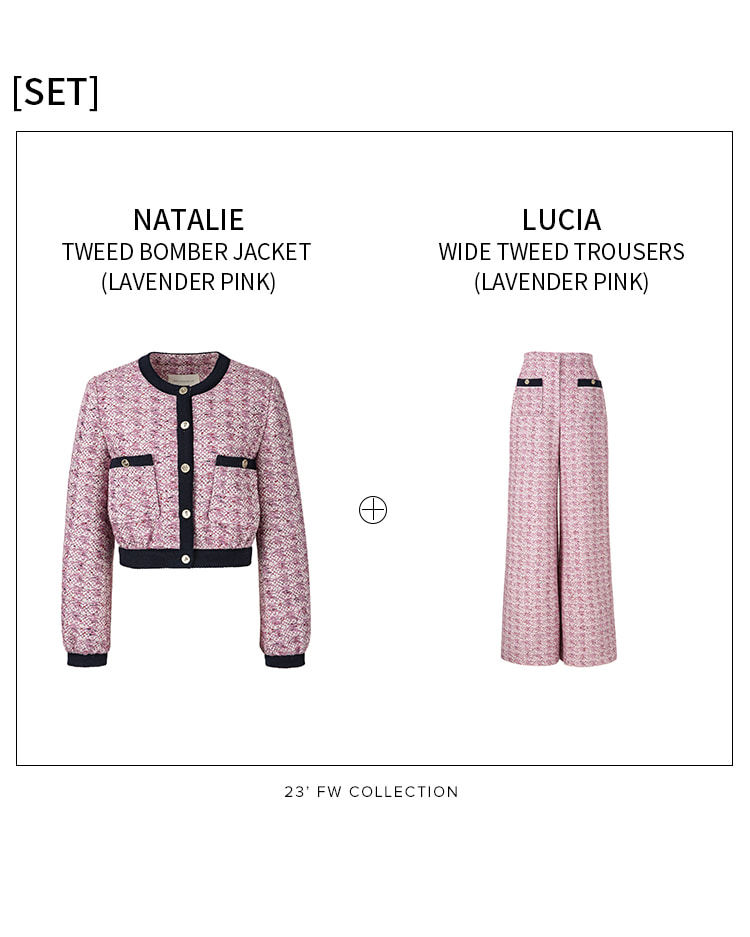 [SET]
NATALIE
TWEED BOMBER JACKET
(LAVENDER PINK)
LUCIA
WIDE TWEED TROUSERS
(LAVENDER PINK)
23' FW COLLECTION